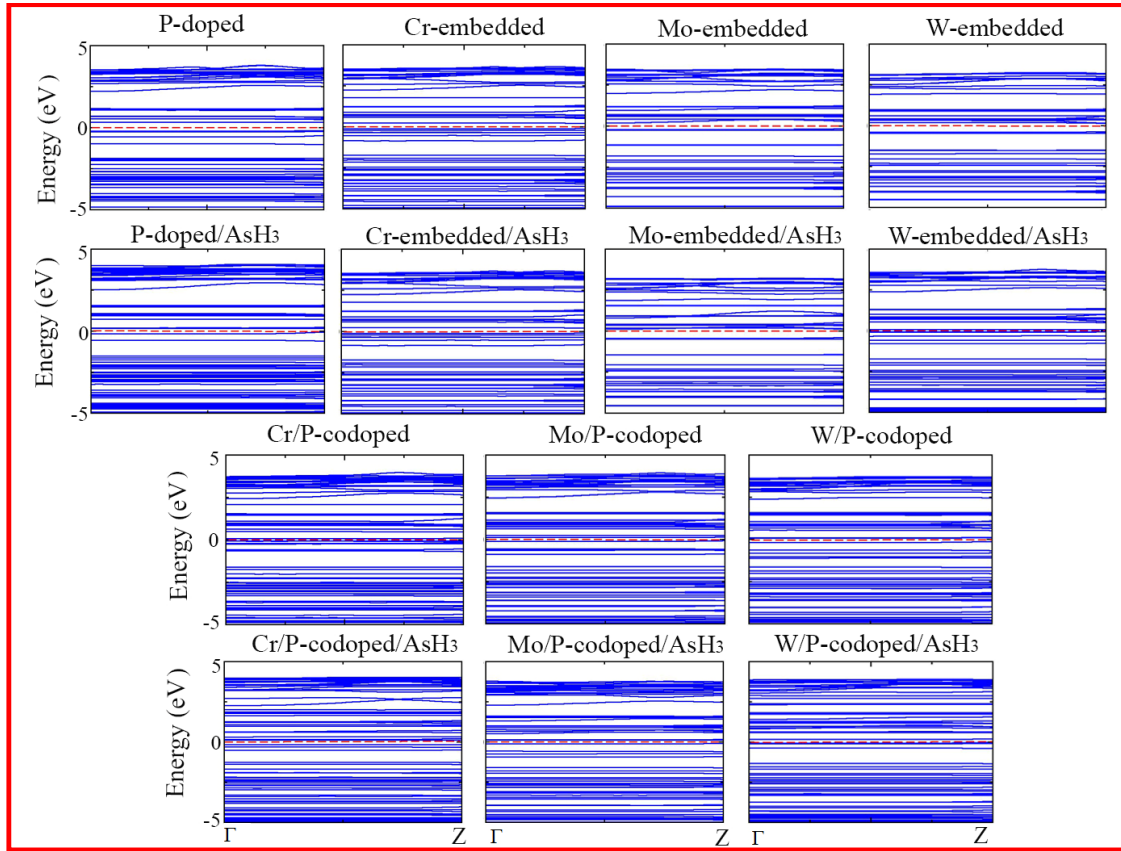 P-doped Cr-embedded Mo-embedded W-embedded
5
0
-5
Energy (eV)
P-doped/AsH3 Cr-embedded/AsH3 Mo-embedded/AsH3 W-embedded/AsH3
5
0
-5
Energy (eV)
Cr/P-codoped Mo/P-codoped W/P-codoped
5
0
-5
Energy (eV)
Cr/P-codoped/AsH3 Mo/P-codoped/AsH3 W/P-codoped/AsH3
5
0
-5
Energy (eV)
Γ Z Γ Z Γ Z